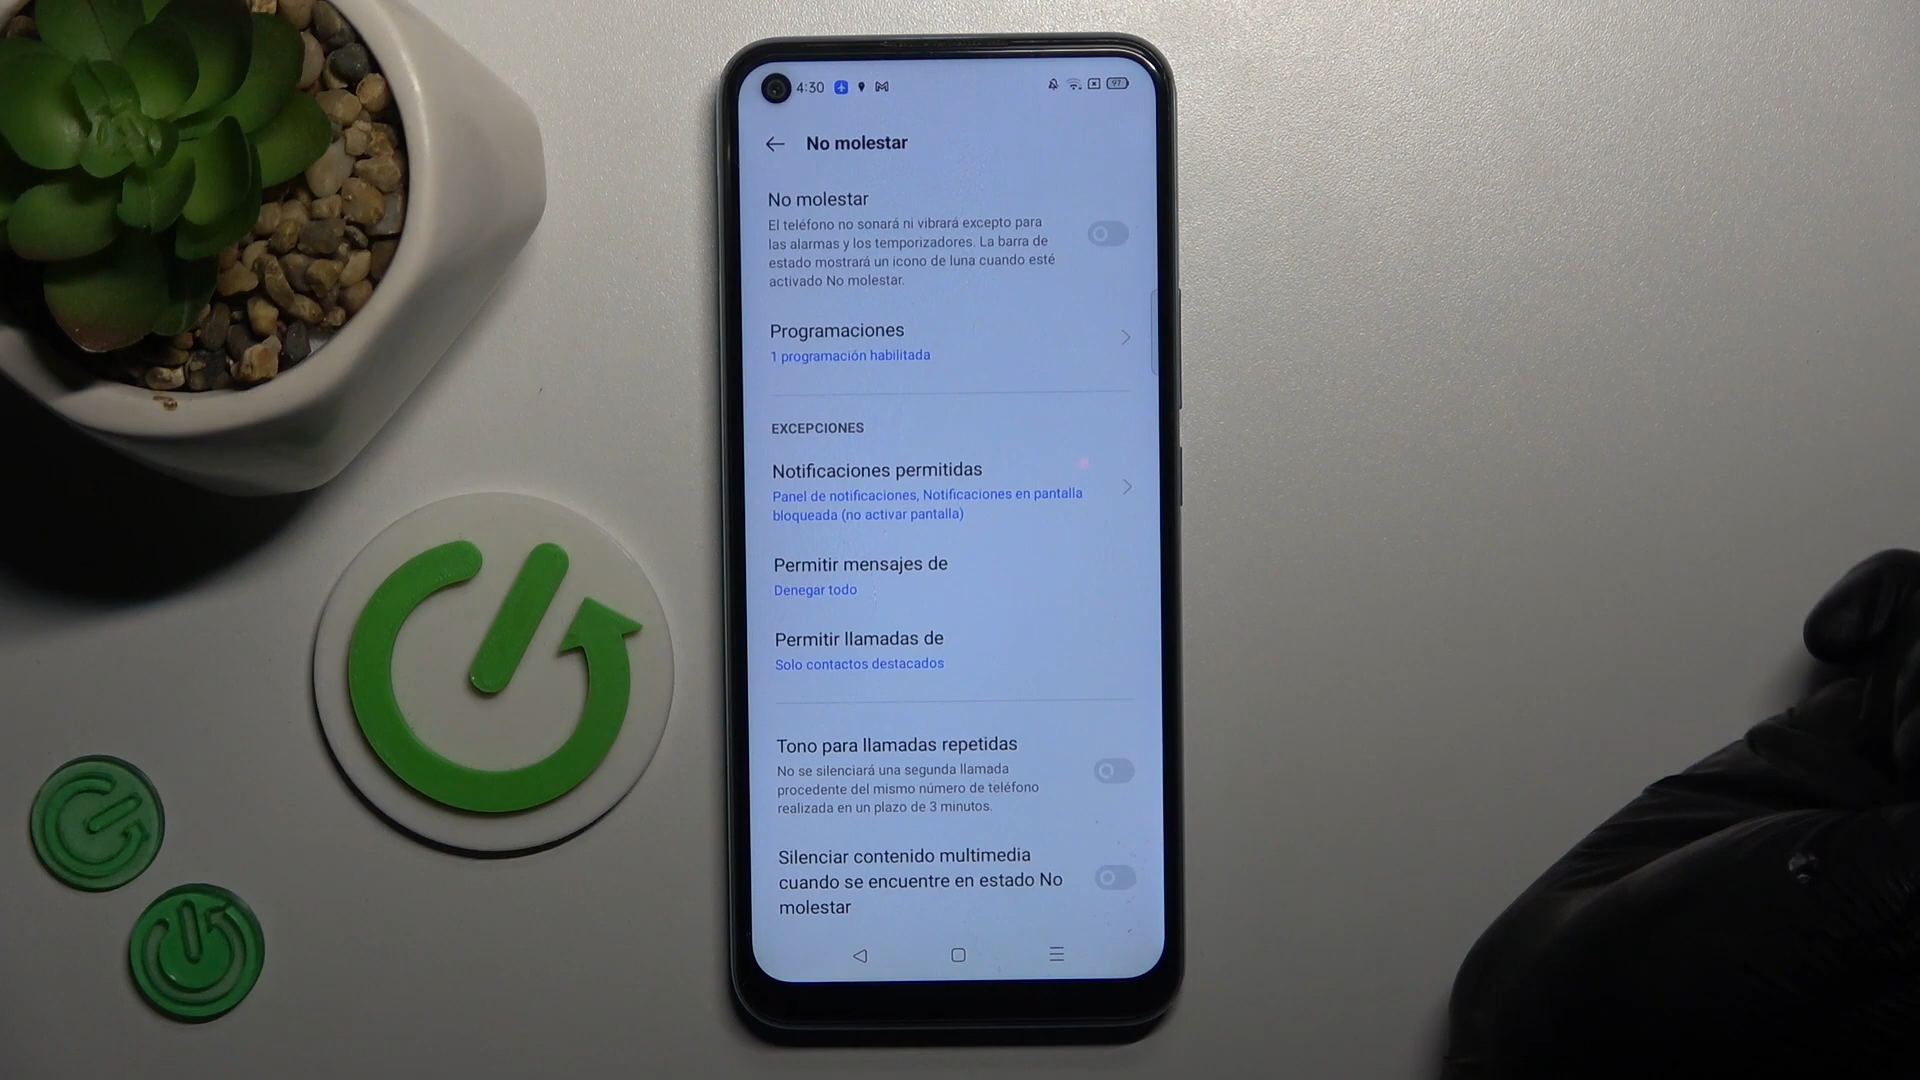 4:30
97
No molestar
No molestar
El teléfono no sonará ni vibrará excepto para
las alarmas y los temporizadores. La barra de
estado mostrará un icono de luna cuando esté
activado No molestar.
Programaciones
1 programación habilitada
EXCEPCIONES
Notificaciones permitidas
Panel de notificaciones, Notificaciones en pantalla
bloqueada (no activar pantalla)
Permitir mensajes de
Denegar todo
Permitir llamadas de
Solo contactos destacados
Tono para llamadas repetidas
No se silenciará una segunda llamada
procedente del mismo número de teléfono
realizada en un plazo de 3 minutos.
Silenciar contenido multimedia
cuando se encuentre en estado No
molestar